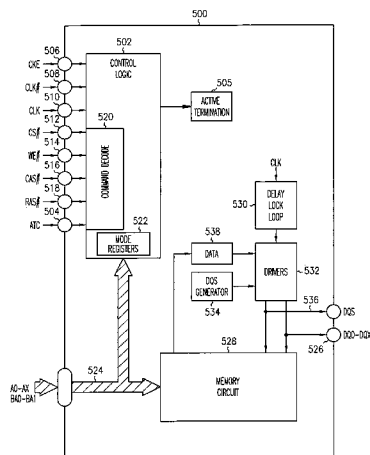 500
506
502
CKE
CONTROL
LOGIC
508
CLK#
505
510
CLK
ACTIVE
TERMINATION
512
520
CS#
514
WE#
COMMAND DECODE
516
CAS#
CLK
518
RAS#
530
DELAY
LOCK
LOOP
504
522
ATC
MODE
REGISTERS
538
DATA
DRIVERS
532
DQS
GENERATOR
534
536
DQS
DQ0-DQX
526
528
524
MEMORY
CIRCUIT
A0-AX
BA0-BA1